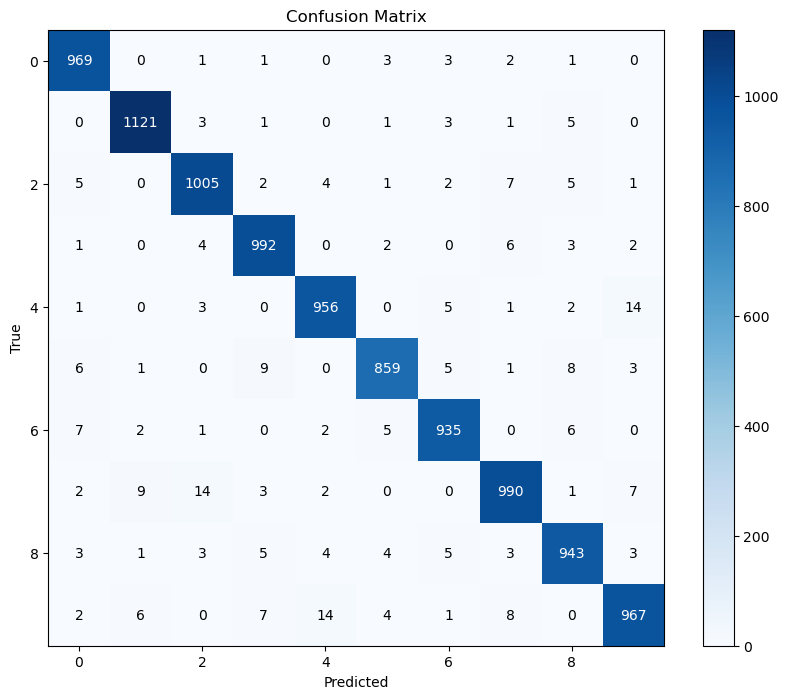 Confusion Matrix
0 969 0 1 1 0 3 3 2 1 0
0 1121 3 1 0 1 3 1 5 0
2 5 0 1005 2 4 1 2 7 5 1
1 0 4 992 0 2 0 6 3 2
4 1 0 3 0 956 0 5 1 2 14
6 1 0 9 0 859 5 1 8 3
6 7 2 1 0 2 5 935 0 6 0
2 9 14 3 2 0 0 990 1 7
8 3 1 3 5 4 4 5 3 943 3
2 6 0 7 14 4 1 8 0 967
0 2 4 6 8
Predicted
True
1000
800
600
400
200
0